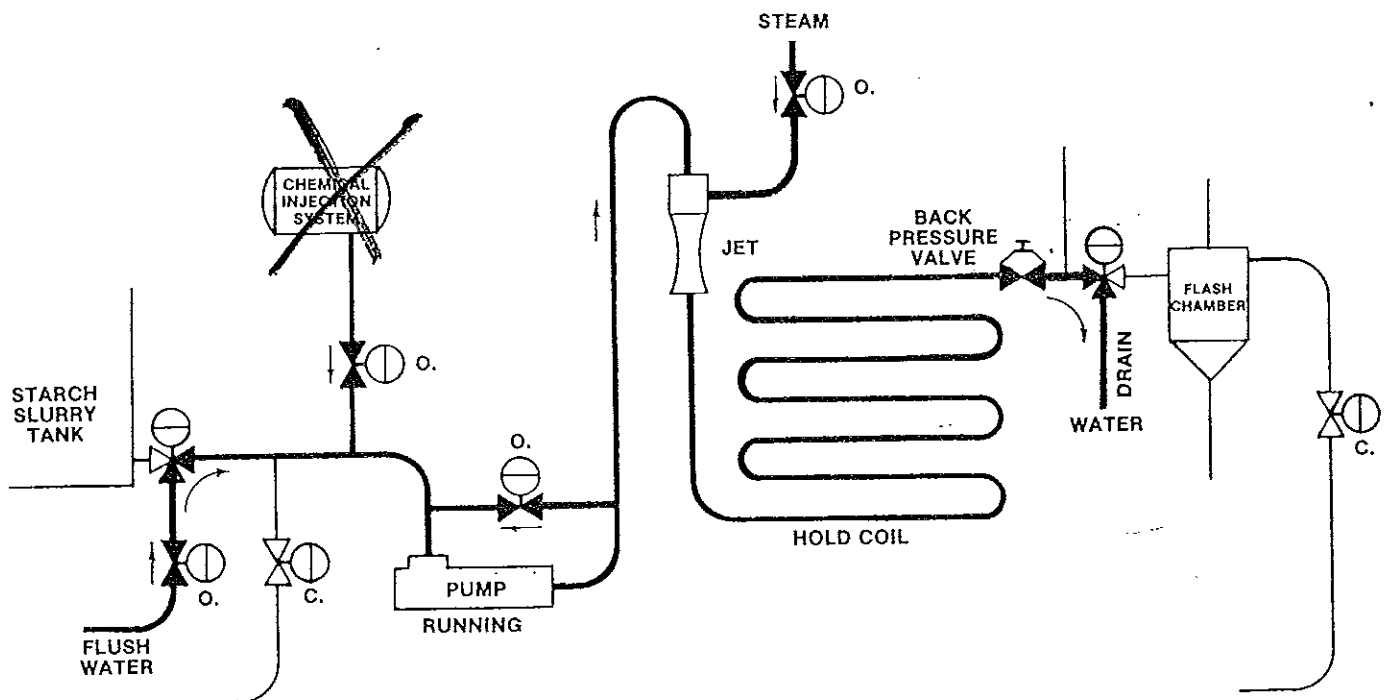 STEAM
O.
CHEMICAL
INJECTION
SYSTEM
JET
BACK
PRESSURE
VALVE
FLASH
CHAMBER
O.
STARCH
SLURRY
TANK
DRAIN
WATER
O.
C.
HOLD COIL
PUMP
RUNNING
O.
C.
FLUSH
WATER